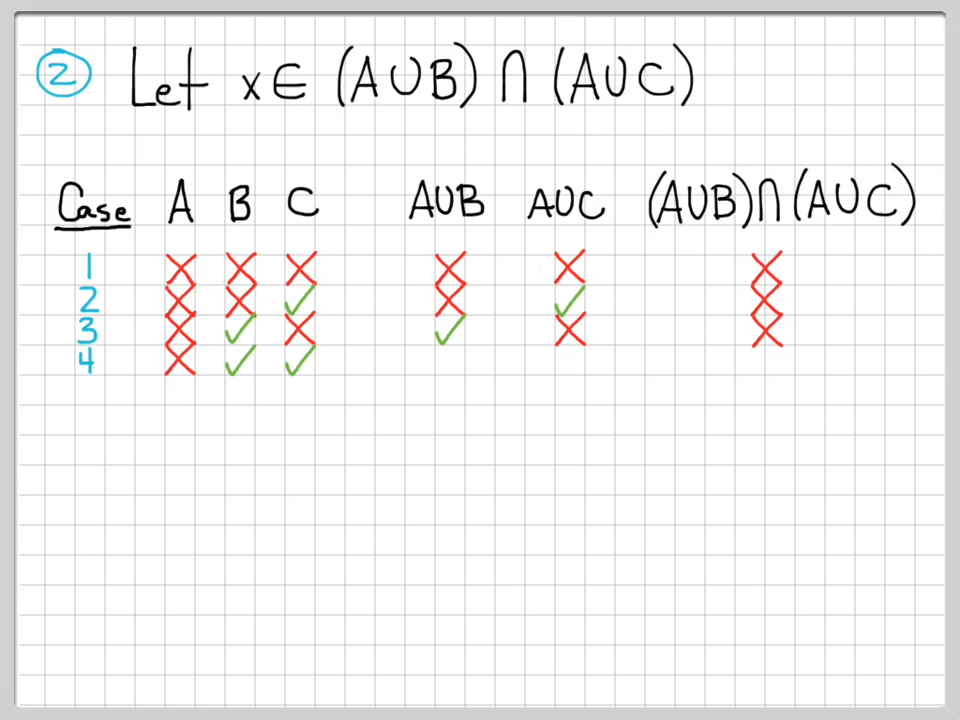 2 Let x ∈ (A∪B) ∩ (A∪C)
Case A B C A∪B A∪C (A∪B)∩(A∪C)
1 ✗ ✗ ✗ ✗ ✗ ✗
2 ✗ ✗ ✓ ✗ ✓ ✗
3 ✗ ✓ ✗ ✓ ✗ ✗
4 ✗ ✓ ✓